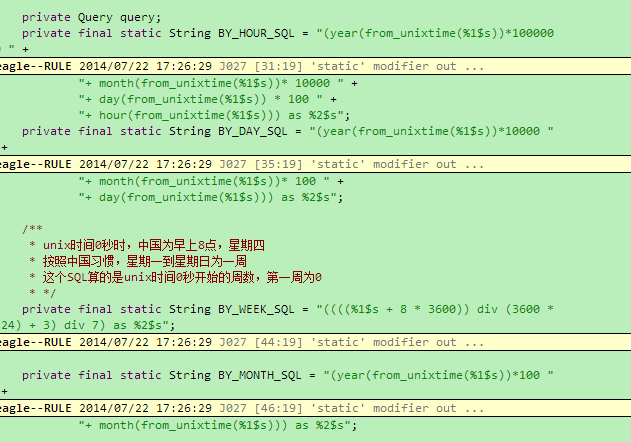 private Query query;
private final static String BY_HOUR_SQL = "(year(from_unixtime(%1$s))*100000
0 " +
eagle--RULE 2014/07/22 17:26:29 J027 [31:19] 'static' modifier out ...
"+ month(from_unixtime(%1$s))* 10000 " +
"+ day(from_unixtime(%1$s)) * 100 " +
"+ hour(from_unixtime(%1$s))) as %2$s";
private final static String BY_DAY_SQL = "(year(from_unixtime(%1$s))*10000 "
+
eagle--RULE 2014/07/22 17:26:29 J027 [35:19] 'static' modifier out ...
"+ month(from_unixtime(%1$s))* 100 " +
"+ day(from_unixtime(%1$s))) as %2$s";
/**
* unix时间0秒时，中国为早上8点，星期四
* 按照中国习惯，星期一到星期日为一周
* 这个SQL算的是unix时间0秒开始的周数，第一周为0
* */
private final static String BY_WEEK_SQL = "((((%1$s + 8 * 3600)) div (3600 *
24) + 3) div 7) as %2$s";
eagle--RULE 2014/07/22 17:26:29 J027 [44:19] 'static' modifier out ...
private final static String BY_MONTH_SQL = "(year(from_unixtime(%1$s))*100 "
+
eagle--RULE 2014/07/22 17:26:29 J027 [46:19] 'static' modifier out ...
"+ month(from_unixtime(%1$s))) as %2$s";